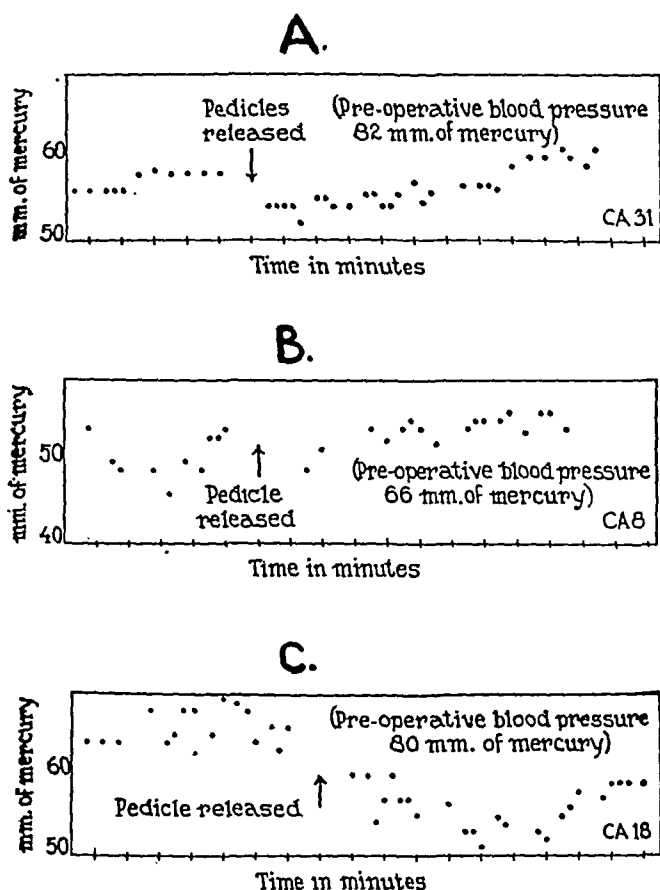 A.
mm. of mercury
60
50
Pedicles
released
(Pre-operative blood pressure
82 mm. of mercury)
CA 31
Time in minutes
B.
mm. of mercury
50
40
Pedicle
released
(Pre-operative blood pressure
66 mm. of mercury)
CA 8
Time in minutes
C.
mm. of mercury
60
50
(Pre-operative blood pressure
80 mm. of mercury)
Pedicle released
CA 18
Time in minutes